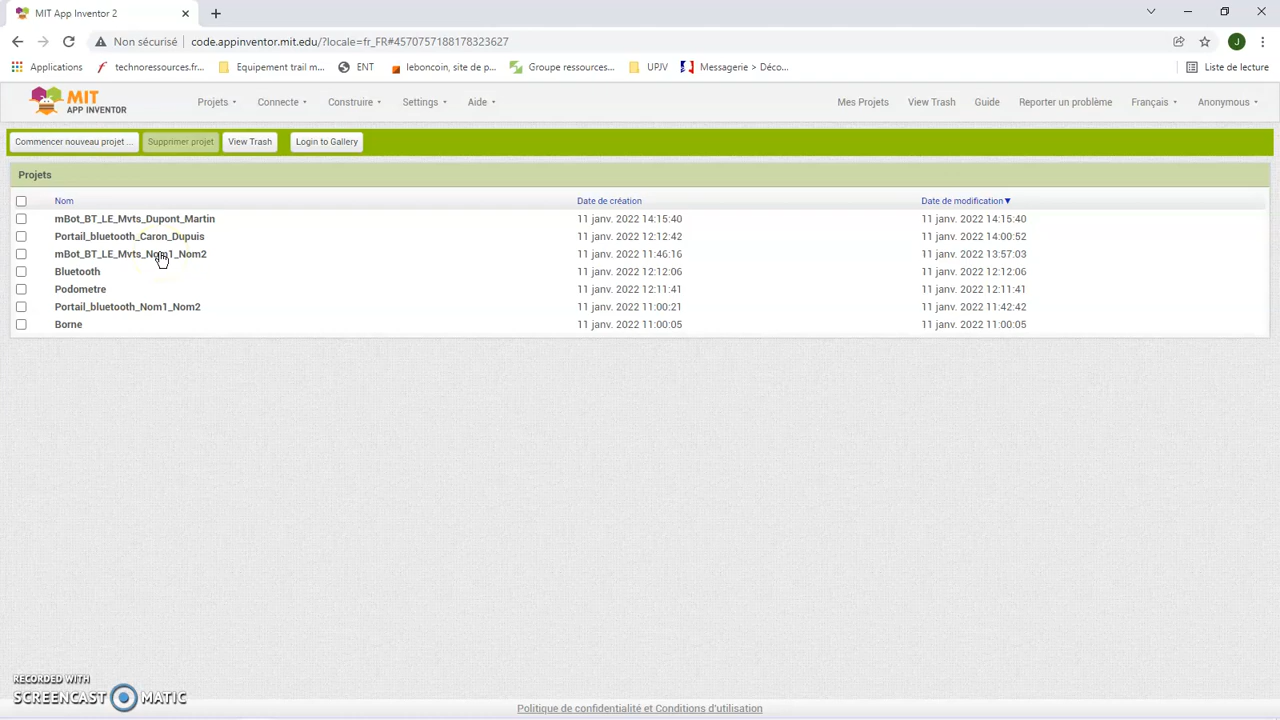 MIT App Inventor 2
Non sécurisé code.appinventor.mit.edu/?locale=fr_FR#4570757188178323627
J
Applications technoressources.fr... Equipement trail m... ENT leboncoin, site de p... Groupe ressources... UPJV Messagerie > Déco... Liste de lecture
MIT APP INVENTOR Projets Connecte Construire Settings Aide Mes Projets View Trash Guide Reporter un problème Français Anonymous
Commencer nouveau projet ... Supprimer projet View Trash Login to Gallery
Projets
Nom Date de création Date de modification▼
mBot_BT_LE_Mvts_Dupont_Martin 11 janv. 2022 14:15:40 11 janv. 2022 14:15:40
Portail_bluetooth_Caron_Dupuis 11 janv. 2022 12:12:42 11 janv. 2022 14:00:52
mBot_BT_LE_Mvts_Nom1_Nom2 11 janv. 2022 11:46:16 11 janv. 2022 13:57:03
Bluetooth 11 janv. 2022 12:12:06 11 janv. 2022 12:12:06
Podometre 11 janv. 2022 12:11:41 11 janv. 2022 12:11:41
Portail_bluetooth_Nom1_Nom2 11 janv. 2022 11:00:21 11 janv. 2022 11:42:42
Borne 11 janv. 2022 11:00:05 11 janv. 2022 11:00:05
RECORDED WITH
SCREENCAST MATIC
Politique de confidentialité et Conditions d'utilisation